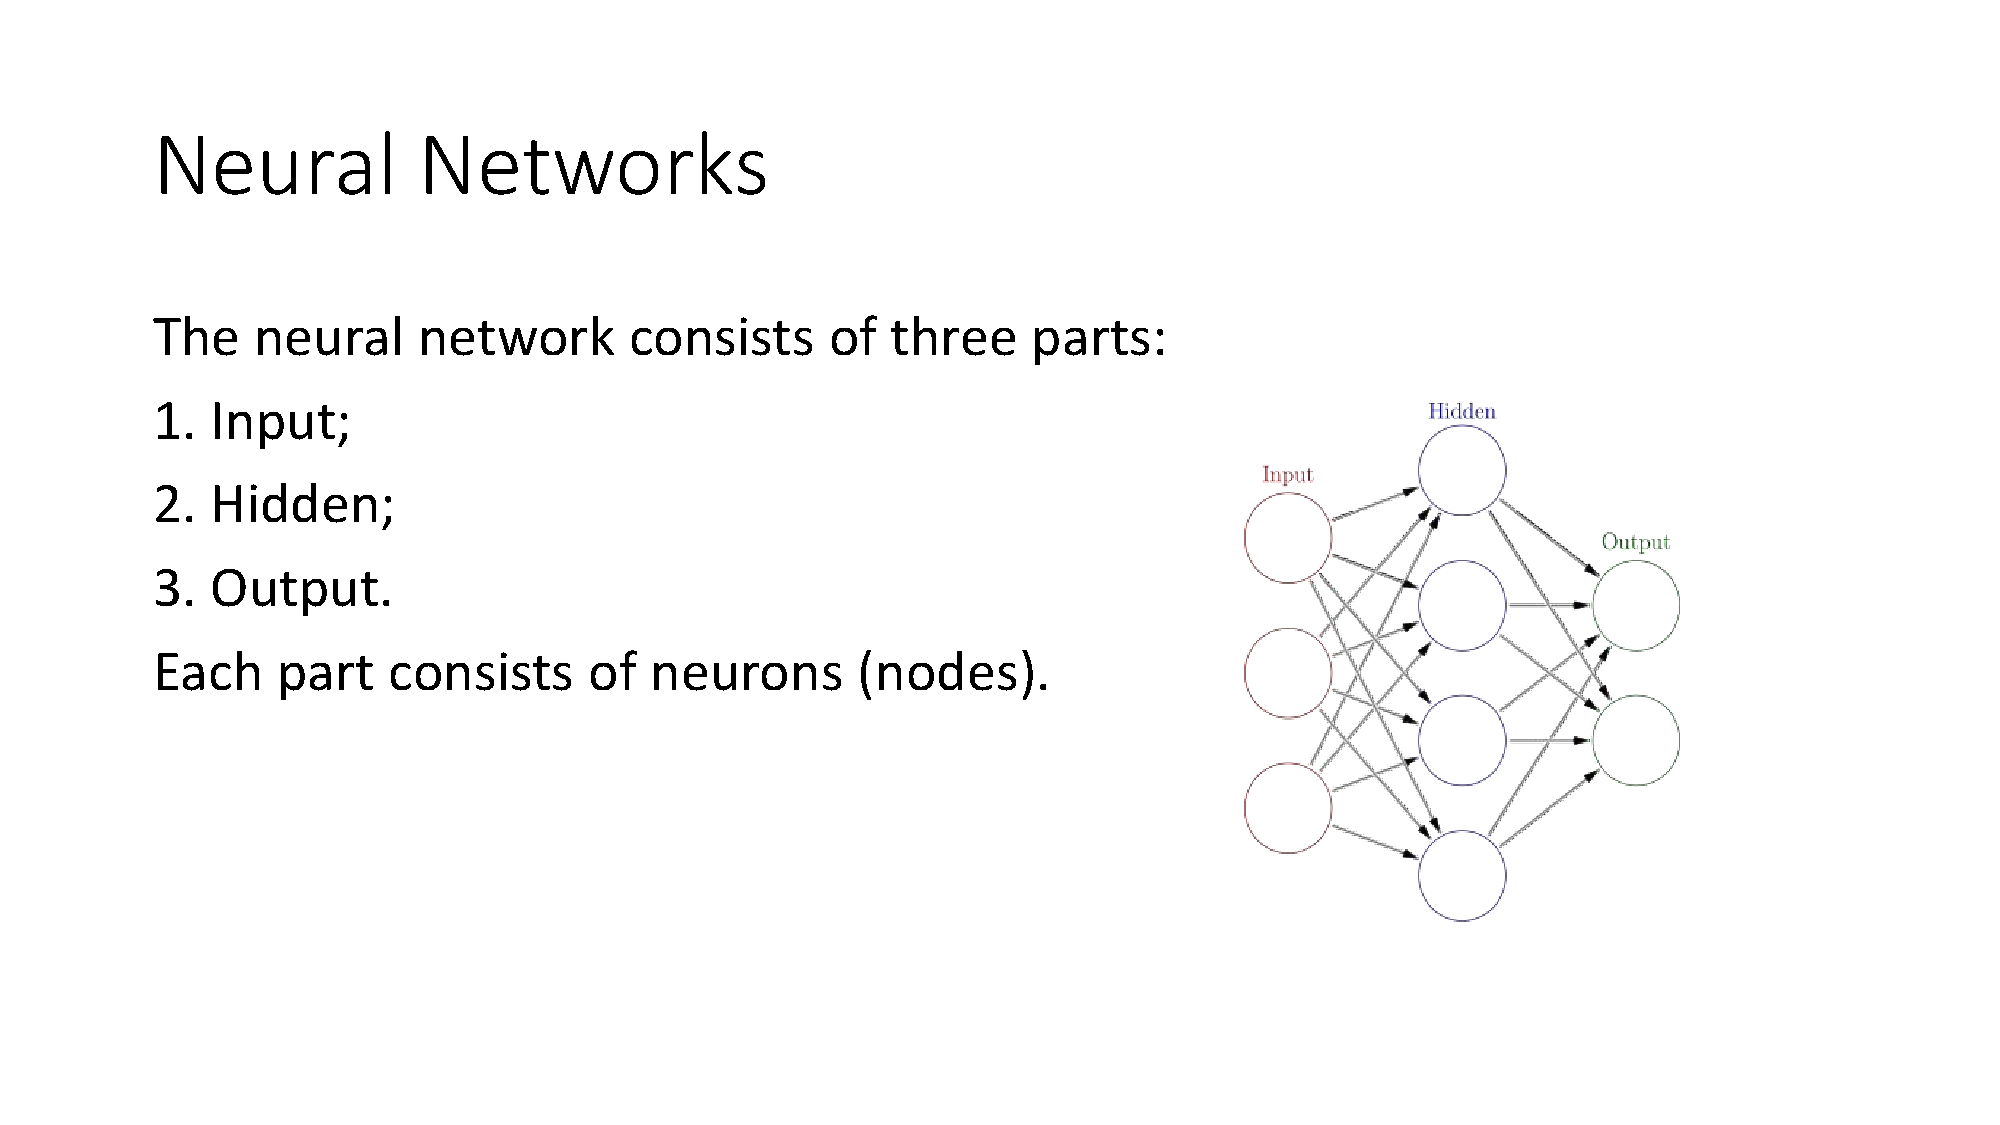 Neural Networks
The neural network consists of three parts:
1. Input;
2. Hidden;
3. Output.
Each part consists of neurons (nodes).
Hidden
Input
Output